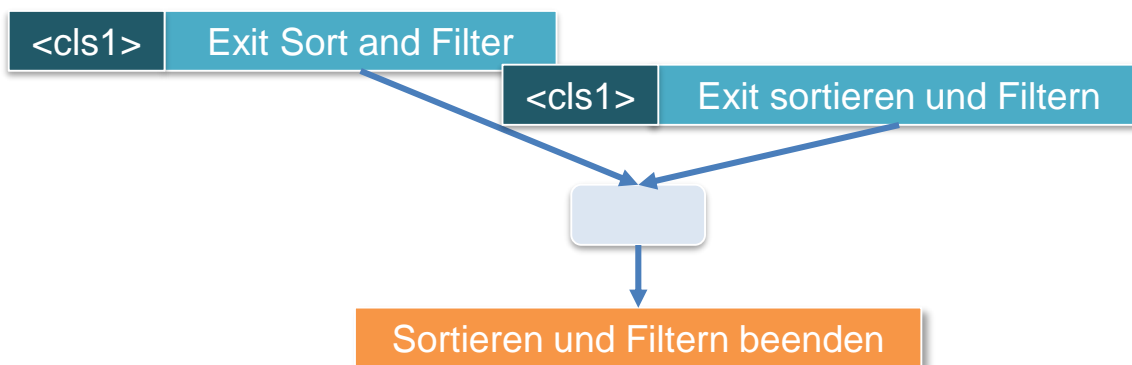 <cls1> Exit Sort and Filter
<cls1> Exit sortieren und Filtern
Sortieren und Filtern beenden